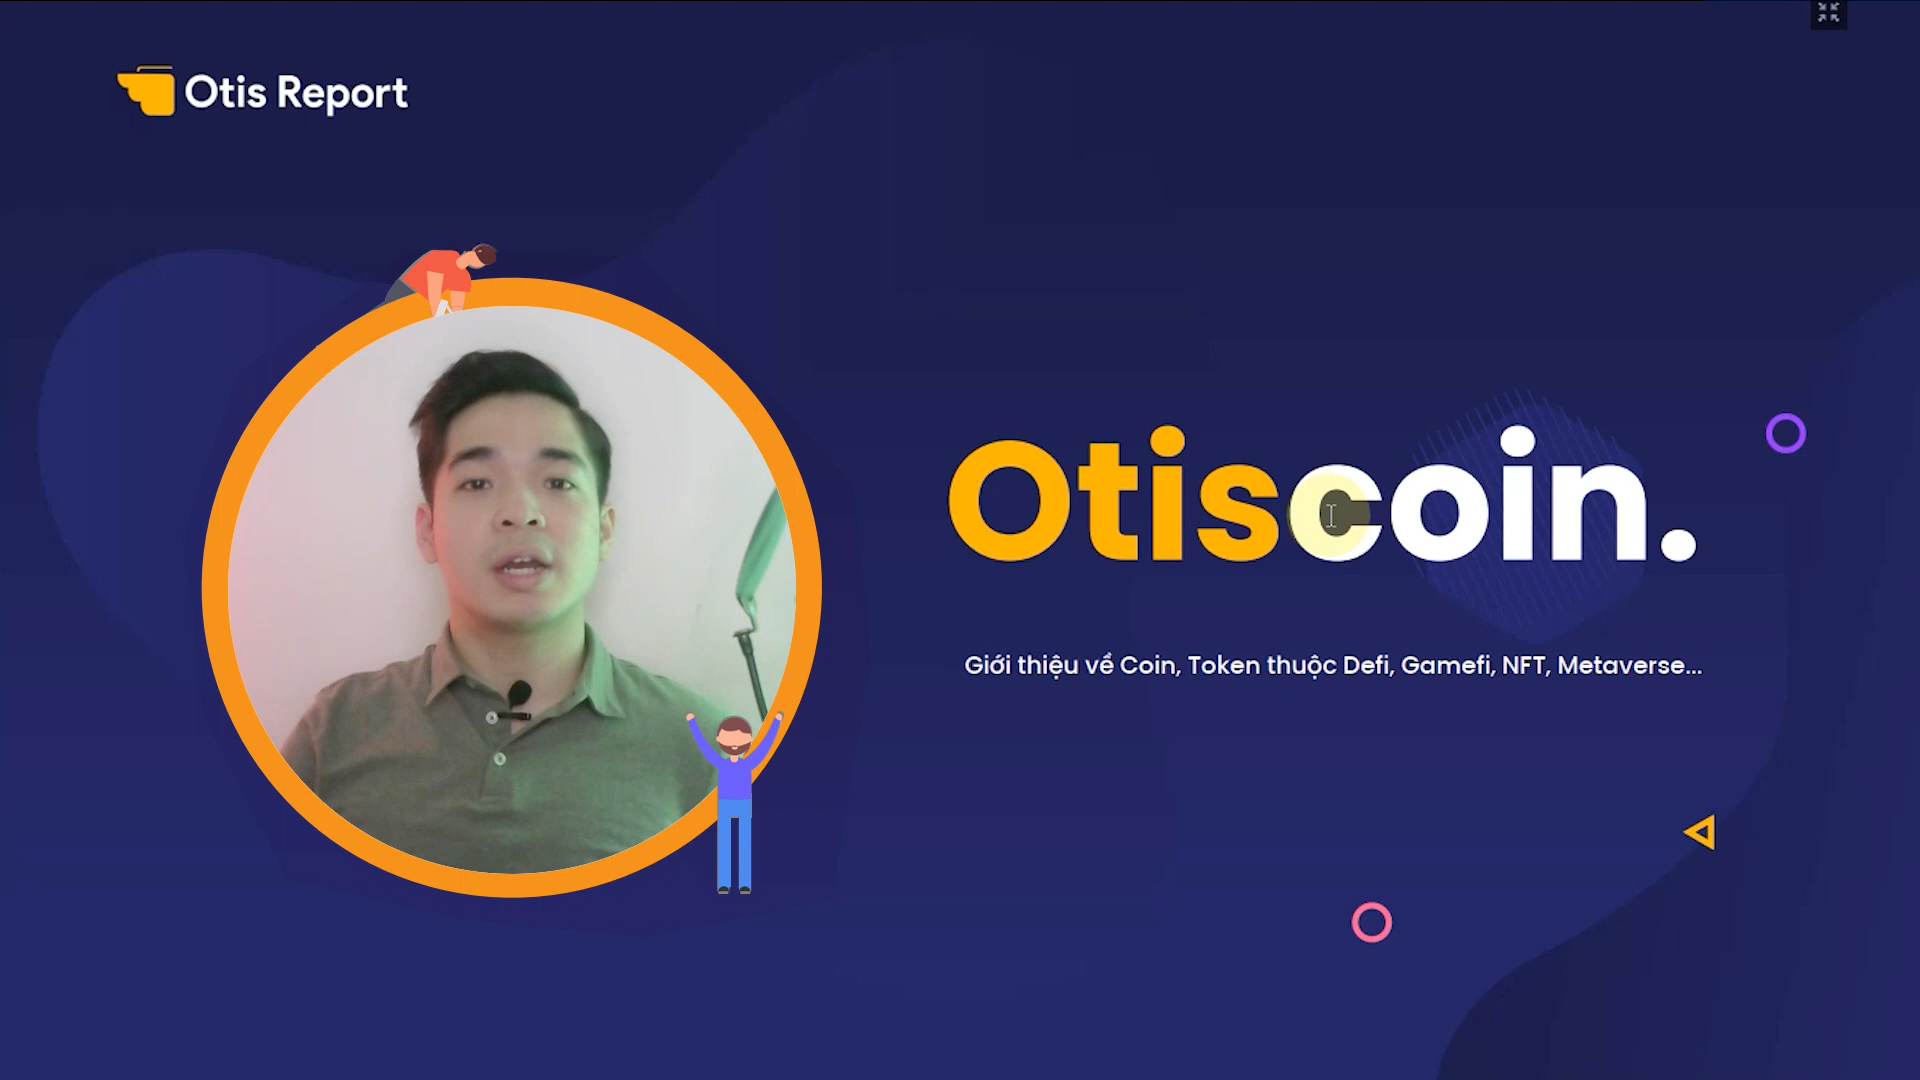 Otis Report
Otiscoin.
Giới thiệu về Coin, Token thuộc Defi, Gamefi, NFT, Metaverse...